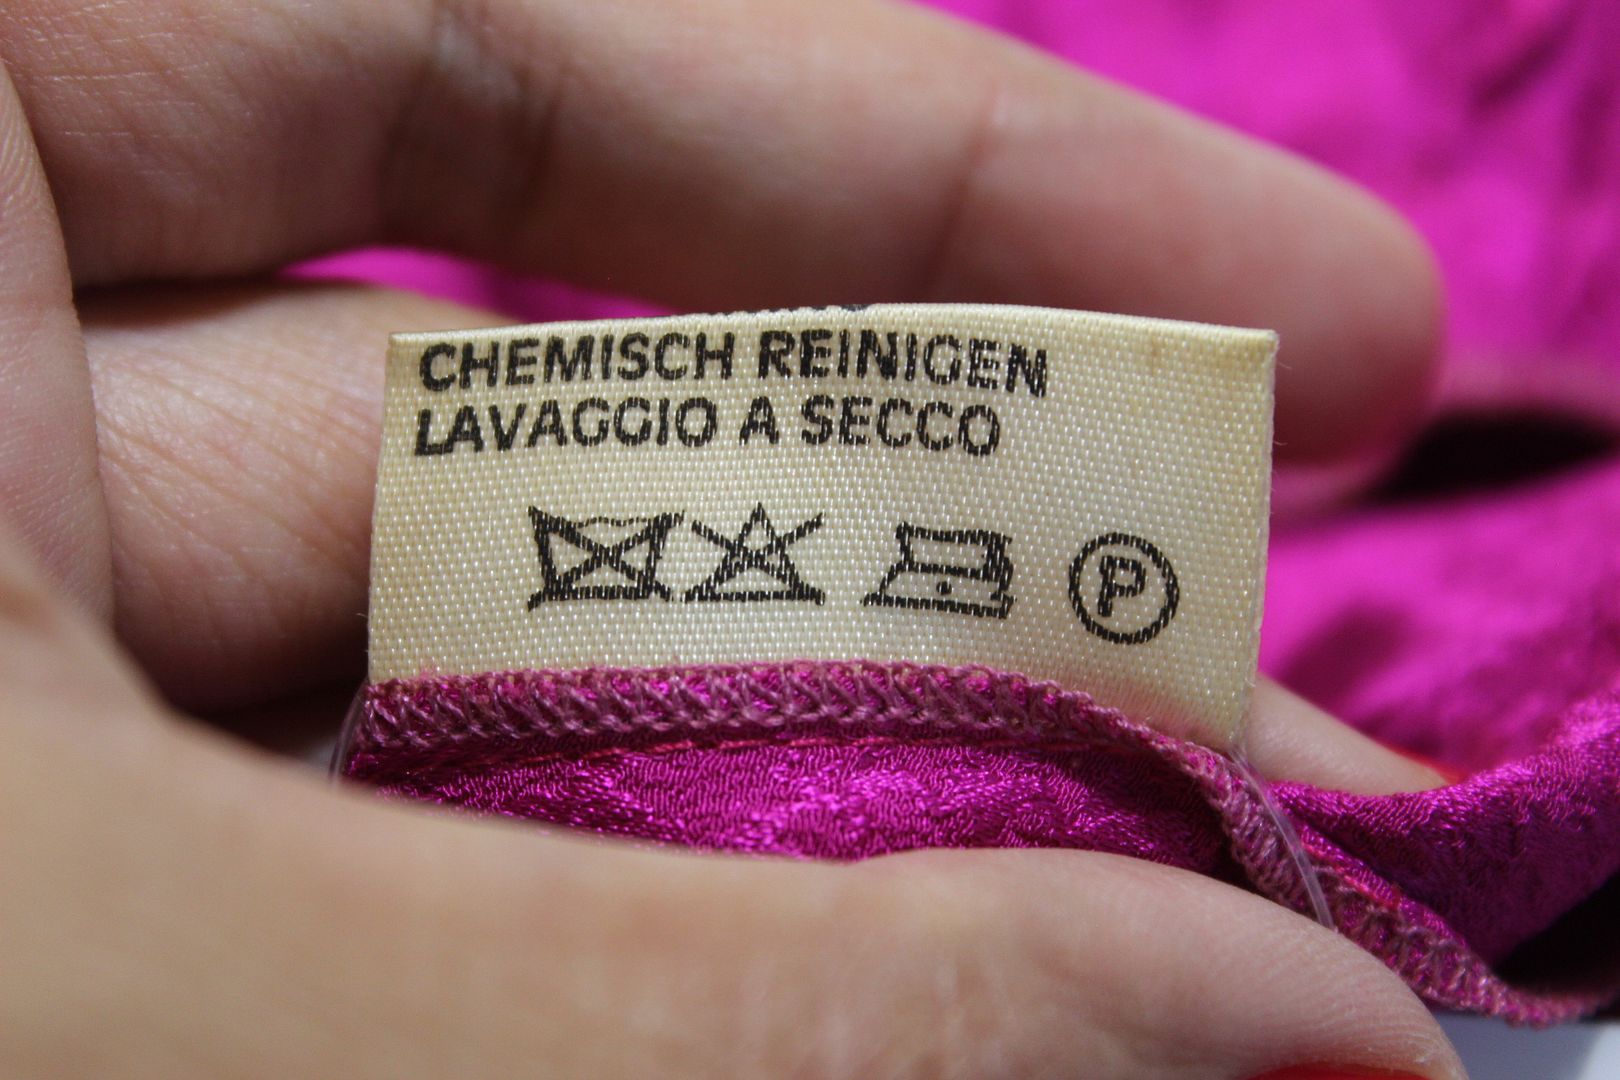 CHEMISCH REINIGEN
LAVAGGIO A SECCO
P